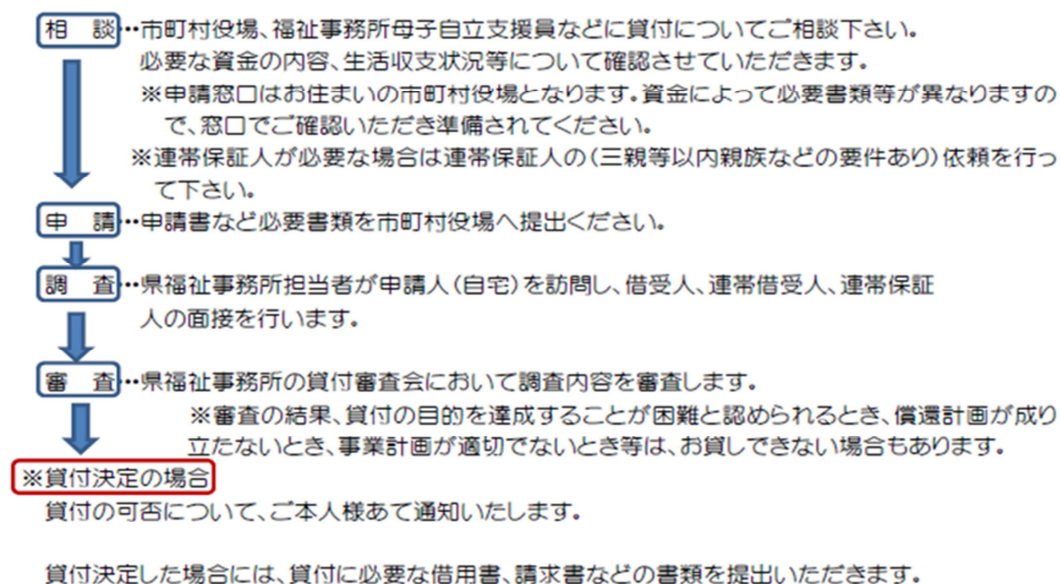 相　談…市町村役場、福祉事務所母子自立支援員などに貸付についてご相談下さい。
必要な資金の内容、生活収支状況等について確認させていただきます。
※申請窓口はお住まいの市町村役場となります。資金によって必要書類等が異なりますの
で、窓口でご確認いただき準備されてください。
※連帯保証人が必要な場合は連帯保証人の(三親等以内親族などの要件あり)依頼を行っ
て下さい。
申　請…申請書など必要書類を市町村役場へ提出ください。
調　査…県福祉事務所担当者が申請人(自宅)を訪問し、借受人、連帯借受人、連帯保証
人の面接を行います。
審　査…県福祉事務所の貸付審査会において調査内容を審査します。
※審査の結果、貸付の目的を達成することが困難と認められるとき、償還計画が成り
立たないとき、事業計画が適切でないとき等は、お貸しできない場合もあります。
※貸付決定の場合
貸付の可否について、ご本人様あて通知いたします。
貸付決定した場合には、貸付に必要な借用書、請求書などの書類を提出いただきます。